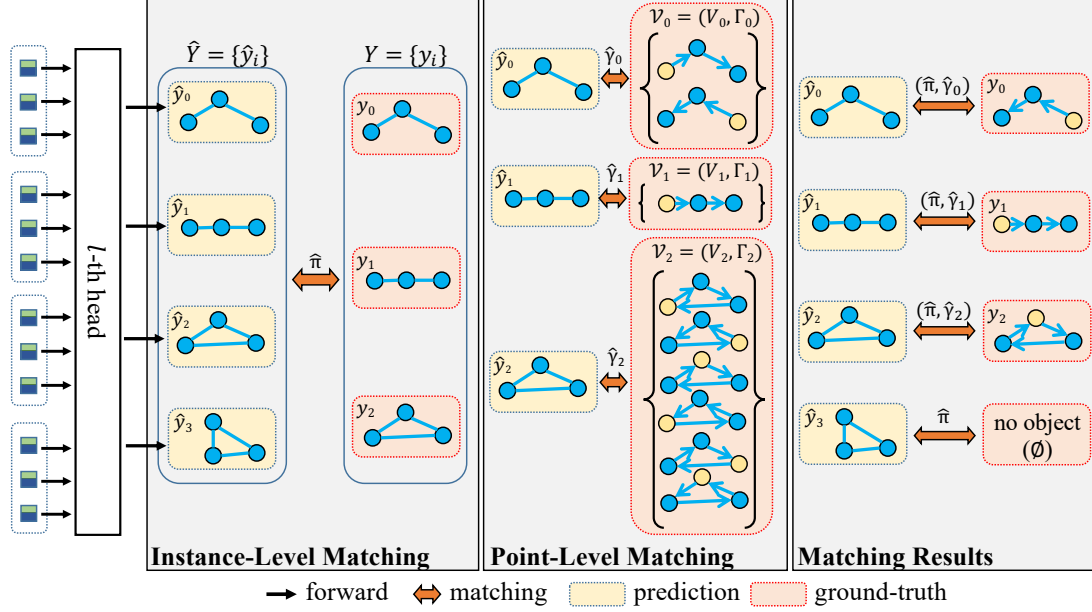 l-th head
Ŷ = {ŷᵢ}
Y = {yᵢ}
ŷ₀
ŷ₁
ŷ₂
ŷ₃
π̂
y₀
y₁
y₂
Instance-Level Matching
ŷ₀
γ̂₀
𝒱₀ = (V₀, Γ₀)
ŷ₁
γ̂₁
𝒱₁ = (V₁, Γ₁)
ŷ₂
γ̂₂
𝒱₂ = (V₂, Γ₂)
Point-Level Matching
ŷ₀
(π̂, γ̂₀)
y₀
ŷ₁
(π̂, γ̂₁)
y₁
ŷ₂
(π̂, γ̂₂)
y₂
ŷ₃
π̂
no object
(∅)
Matching Results
forward
matching
prediction
ground-truth